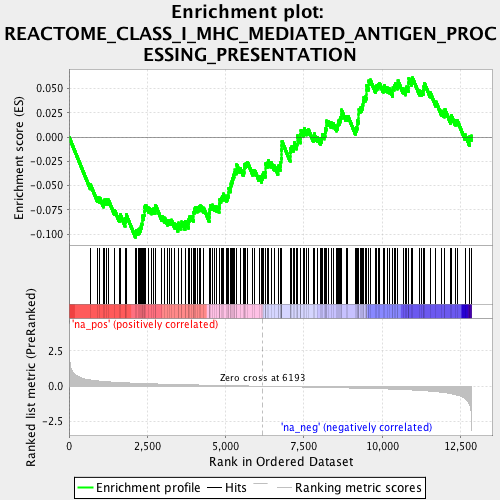 Enrichment plot:
REACTOME_CLASS_I_MHC_MEDIATED_ANTIGEN_PROC
ESSING_PRESENTATION
Enrichment score (ES)
0.050
0.025
0.000
-0.025
-0.050
-0.075
-0.100
'na_pos' (positively correlated)
Ranked list metric (PreRanked)
2.5
0.0
-2.5
Zero cross at 6193
'na_neg' (negatively correlated)
0
2,500
5,000
7,500
10,000
12,500
Rank in Ordered Dataset
Enrichment profile
Hits
Ranking metric scores